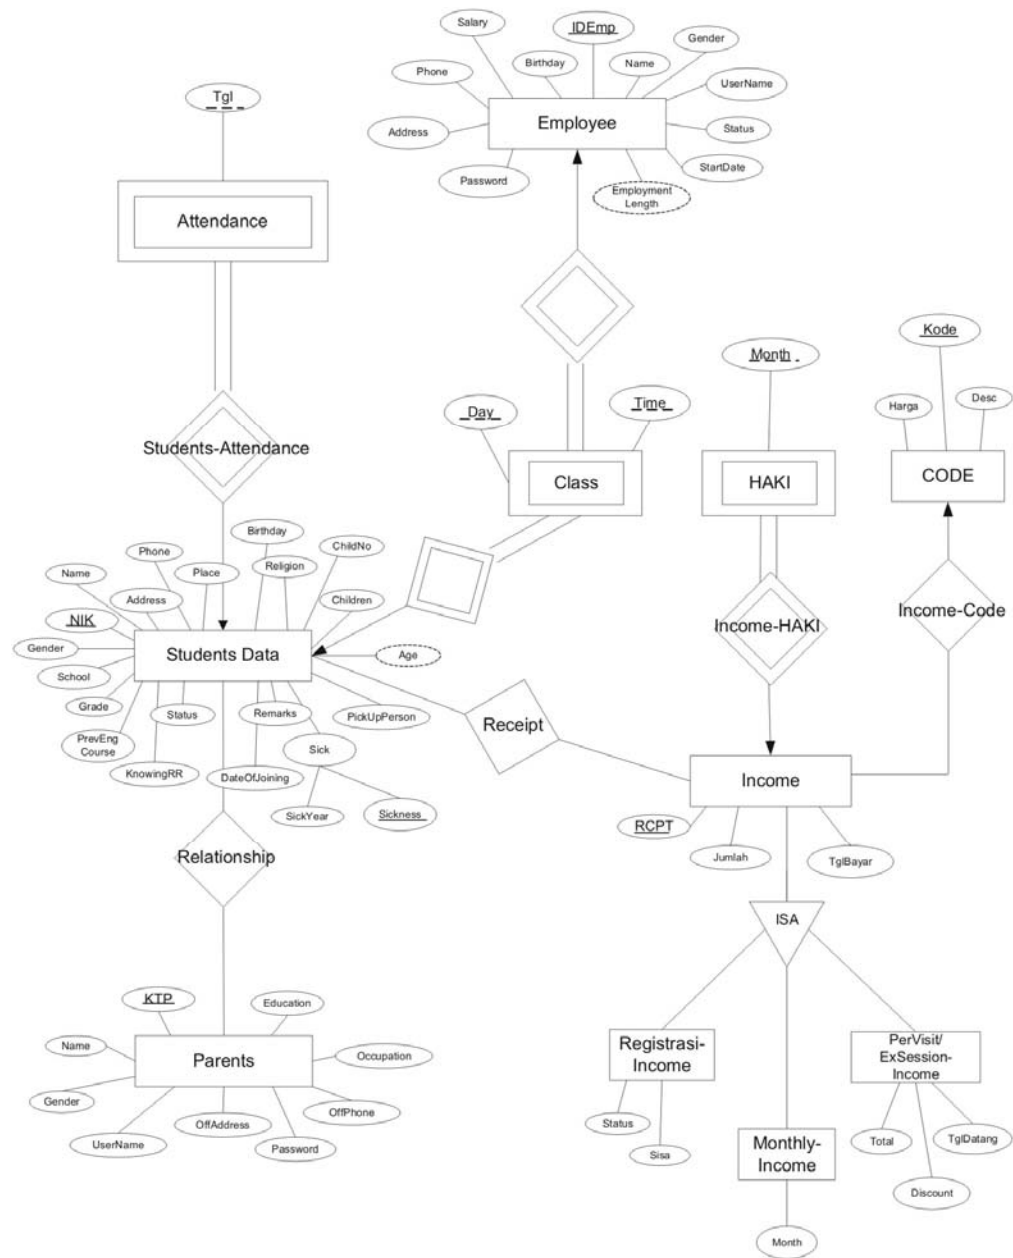 Salary
IDEmp
Gender
Birthday
Name
Phone
UserName
Tgl
Employee
Address
Status
StartDate
Password
Employment
Length
Attendance
Kode
Month
Harga
Desc
Day
Time
Students-Attendance
Class
HAKI
CODE
Birthday
ChildNo
Phone
Place
Religion
Name
Address
Children
NIK
Income-HAKI
Income-Code
Gender
Students Data
Age
School
Grade
Status
Remarks
PickUpPerson
Receipt
PrevEng
Course
Sick
KnowingRR
DateOfJoining
Income
SickYear
Sickness
RCPT
Jumlah
TglBayar
Relationship
ISA
KTP
Education
Name
Parents
Occupation
Registrasi-
Income
PerVisit/
ExSession-
Income
Gender
OffPhone
UserName
OffAddress
Password
Status
Sisa
Total
TglDatang
Monthly-
Income
Discount
Month